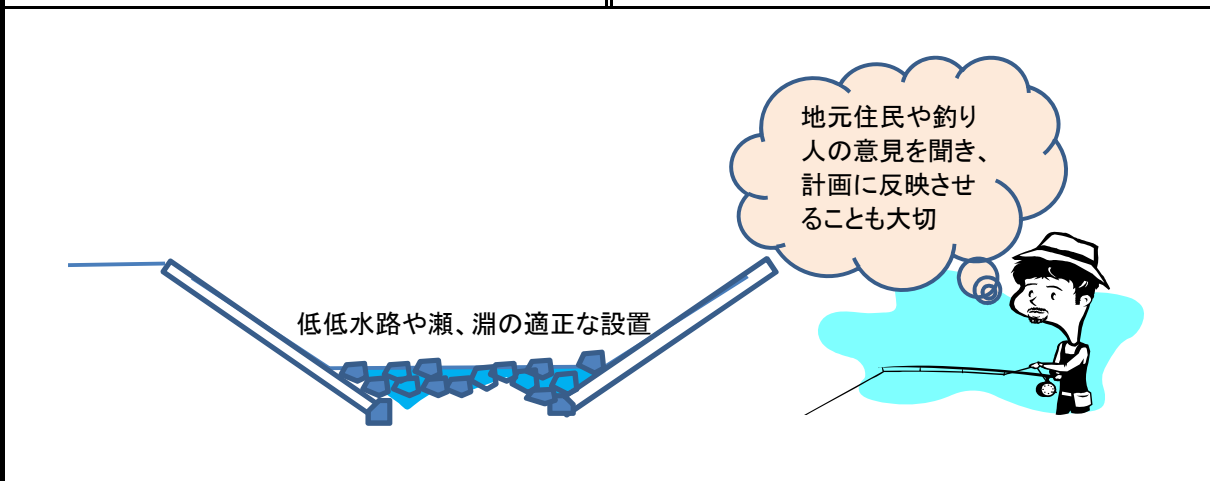 地元住民や釣り
人の意見を聞き、
計画に反映させ
ることも大切
低低水路や瀬、淵の適正な設置